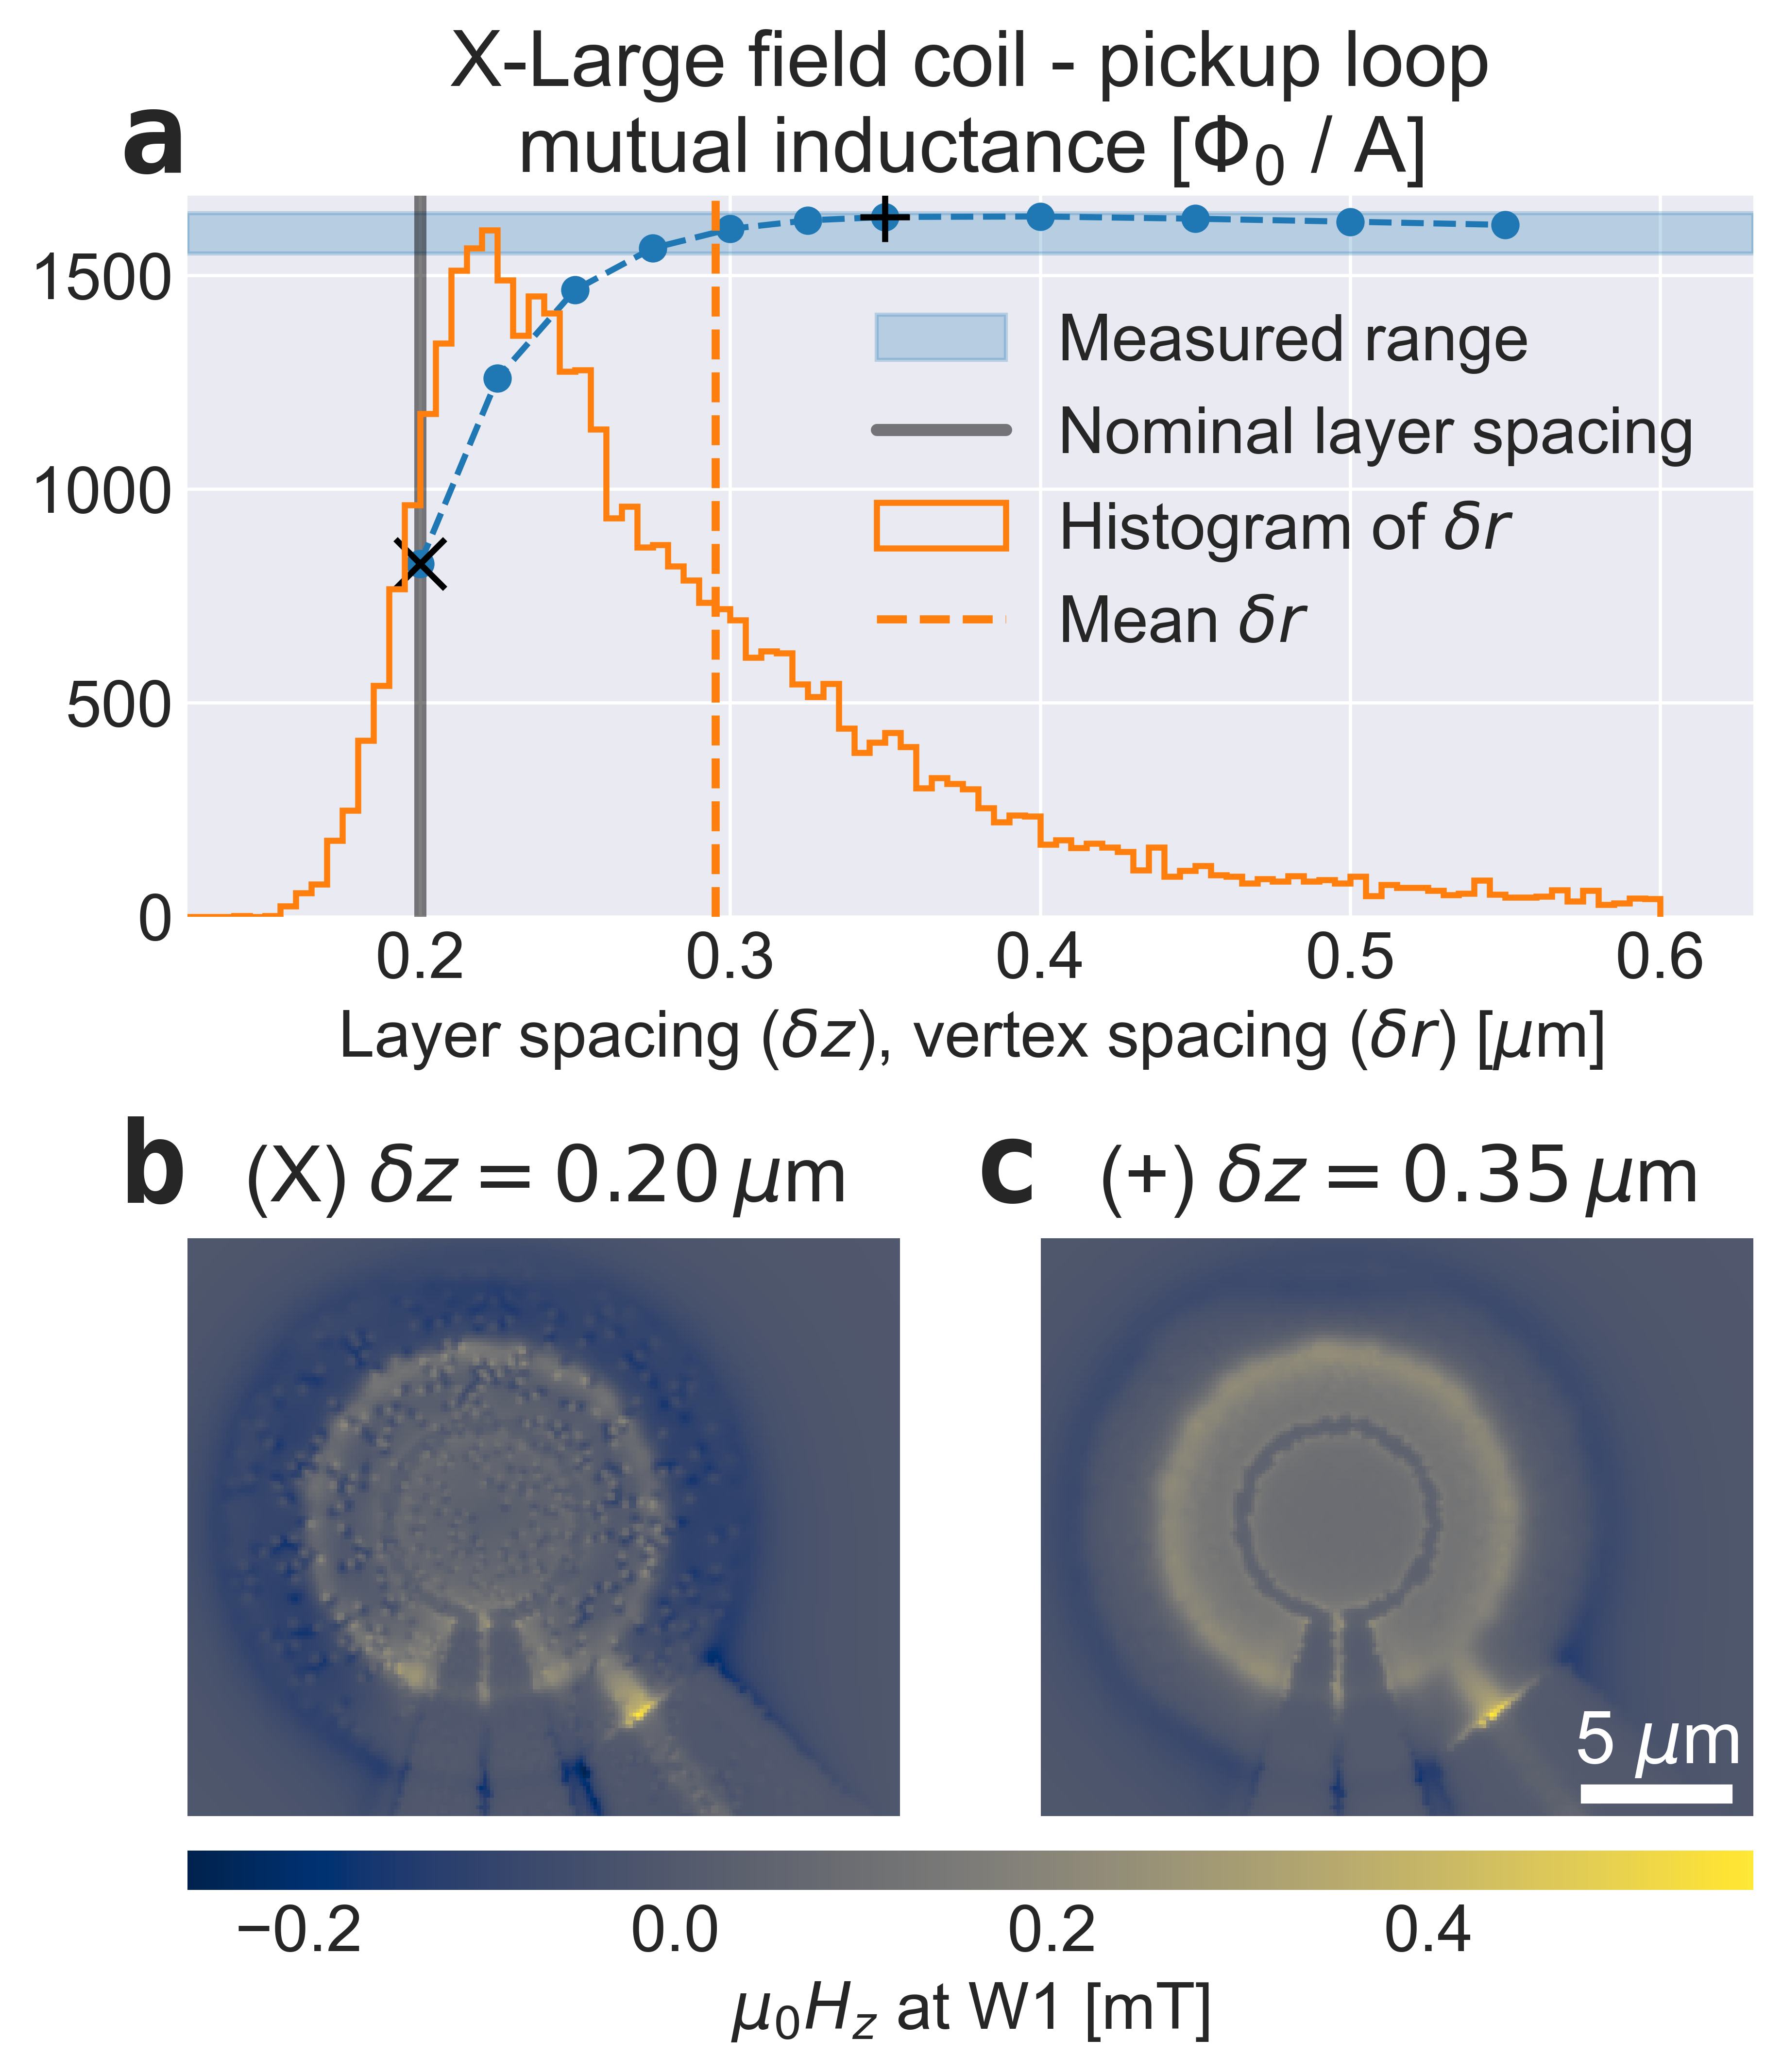 X-Large field coil - pickup loop
mutual inductance [Φ₀ / A]
a
1500
1000
500
0
Measured range
Nominal layer spacing
Histogram of δr
Mean δr
0.2 0.3 0.4 0.5 0.6
Layer spacing (δz), vertex spacing (δr) [μm]
b (X) δz = 0.20 μm
c (+) δz = 0.35 μm
5 μm
−0.2 0.0 0.2 0.4
μ₀H_z at W1 [mT]